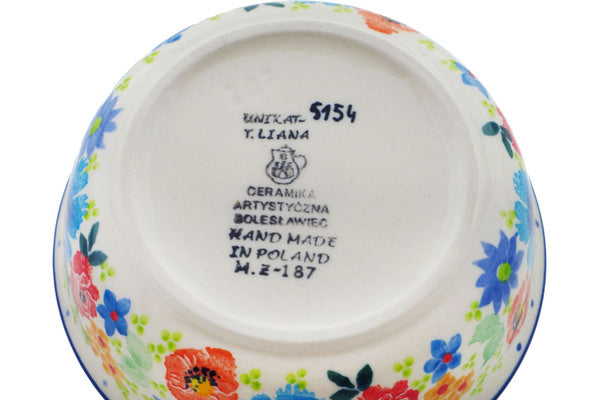 UNIKAT- 5154
T. LIANA
CERAMIKA
ARTYSTYCZNA
BOLESŁAWIEC
HAND MADE
IN POLAND
M.Z-187